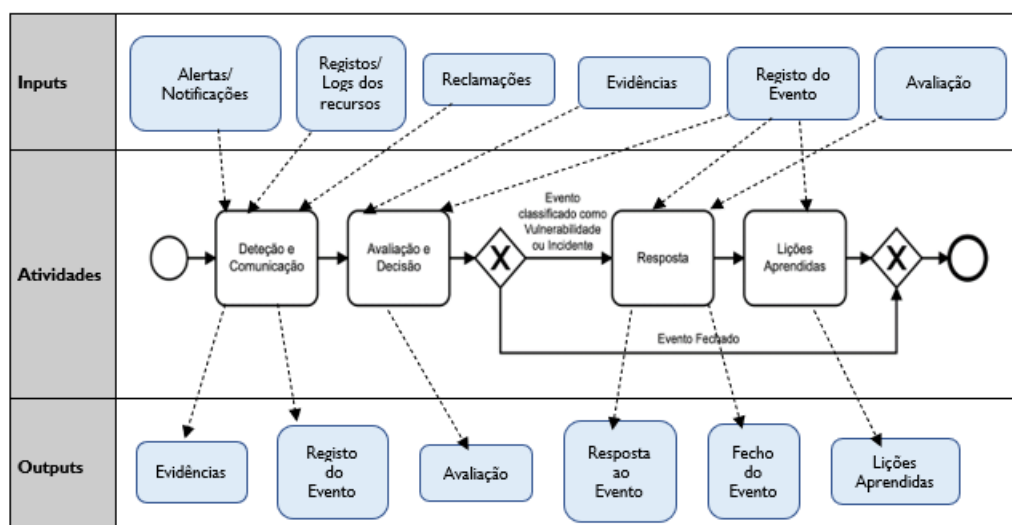 Inputs
Alertas/
Notificações
Registos/
Logs dos
recursos
Reclamações
Evidências
Registo do
Evento
Avaliação
Atividades
Deteção e
Comunicação
Avaliação e
Decisão
X
Evento
classificado como
Vulnerabilidade
ou Incidente
Resposta
Lições
Aprendidas
X
Evento Fechado
Outputs
Evidências
Registo
do
Evento
Avaliação
Resposta
ao
Evento
Fecho
do
Evento
Lições
Aprendidas